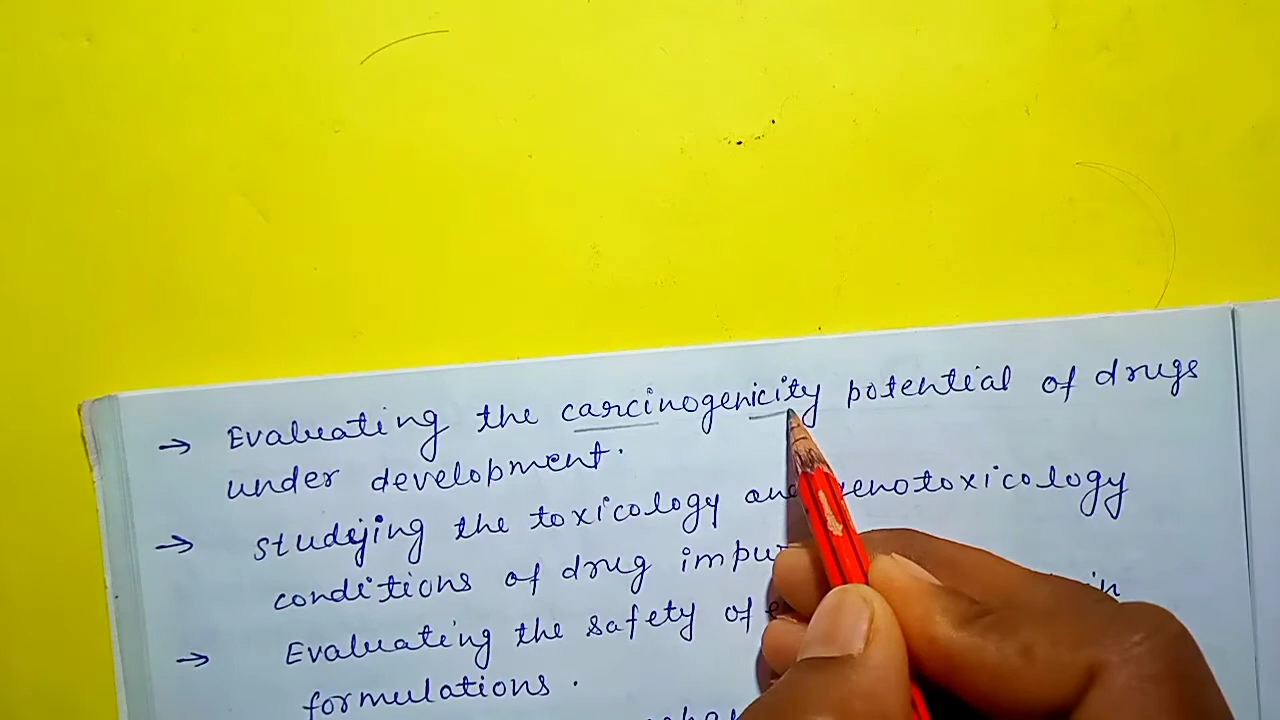 → Evaluating the carcinogenicity potential of drugs
under development.
→ studying the toxicology and genotoxicology
conditions of drug
→ Evaluating the safety of in
formulations.